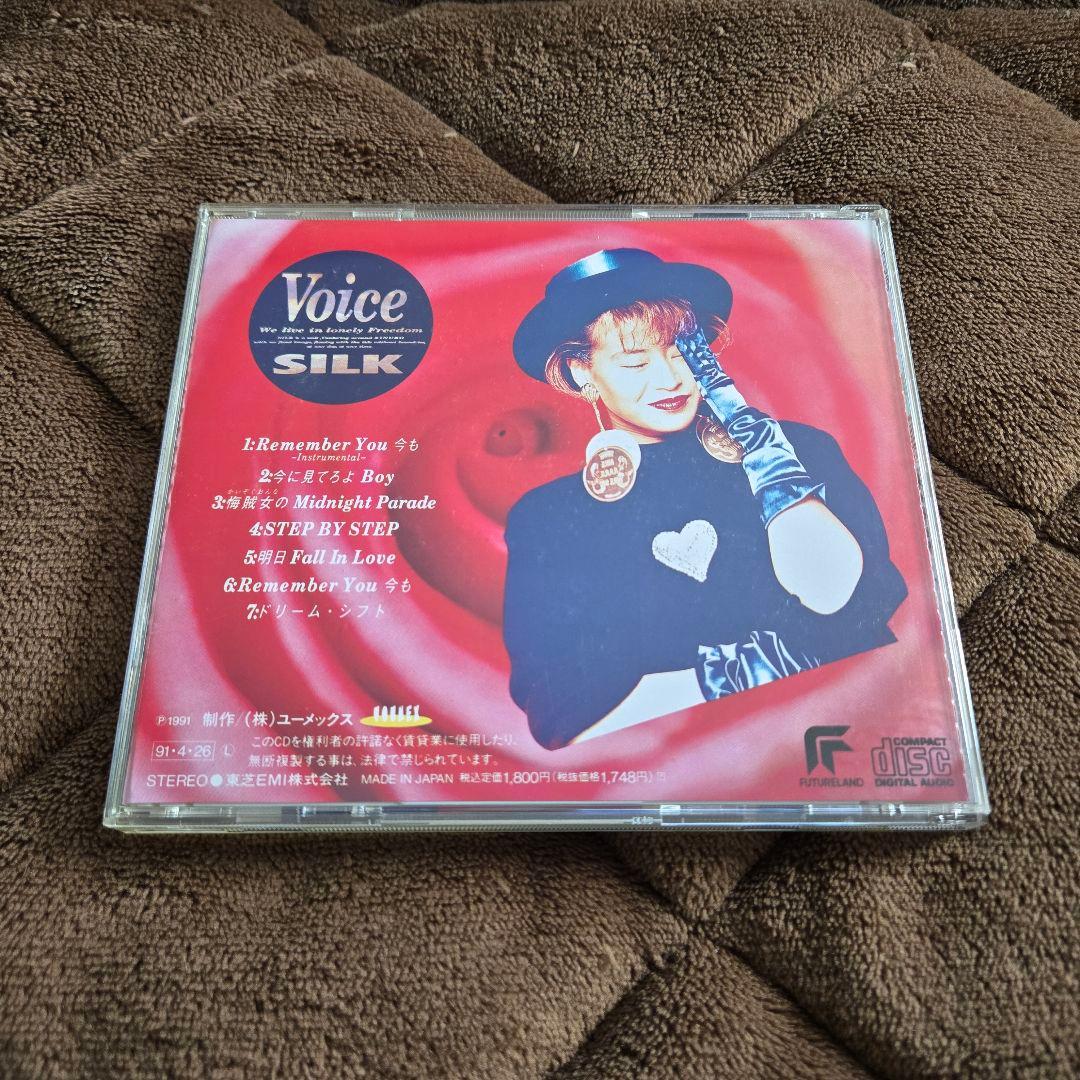 Voice
We live in lonely Freedom
SILK
1:Remember You 今も
-Instrumental-
2:今に見てろよ Boy
かいぞくおんな
3:悔賊女の Midnight Parade
4:STEP BY STEP
5:明日 Fall In Love
6:Remember You 今も
7:ドリーム・シフト
℗1991 制作/(株)ユーメックス
このCDを権利者の許諾なく賃貸業に使用したり、
91・4・26 Ⓛ 無断複製する事は、法律で禁じられています。
STEREO● 東芝EMI株式会社 MADE IN JAPAN 税込定価1,800円(税抜価格1,748円)
FUTURELAND
COMPACT
disc
DIGITAL AUDIO